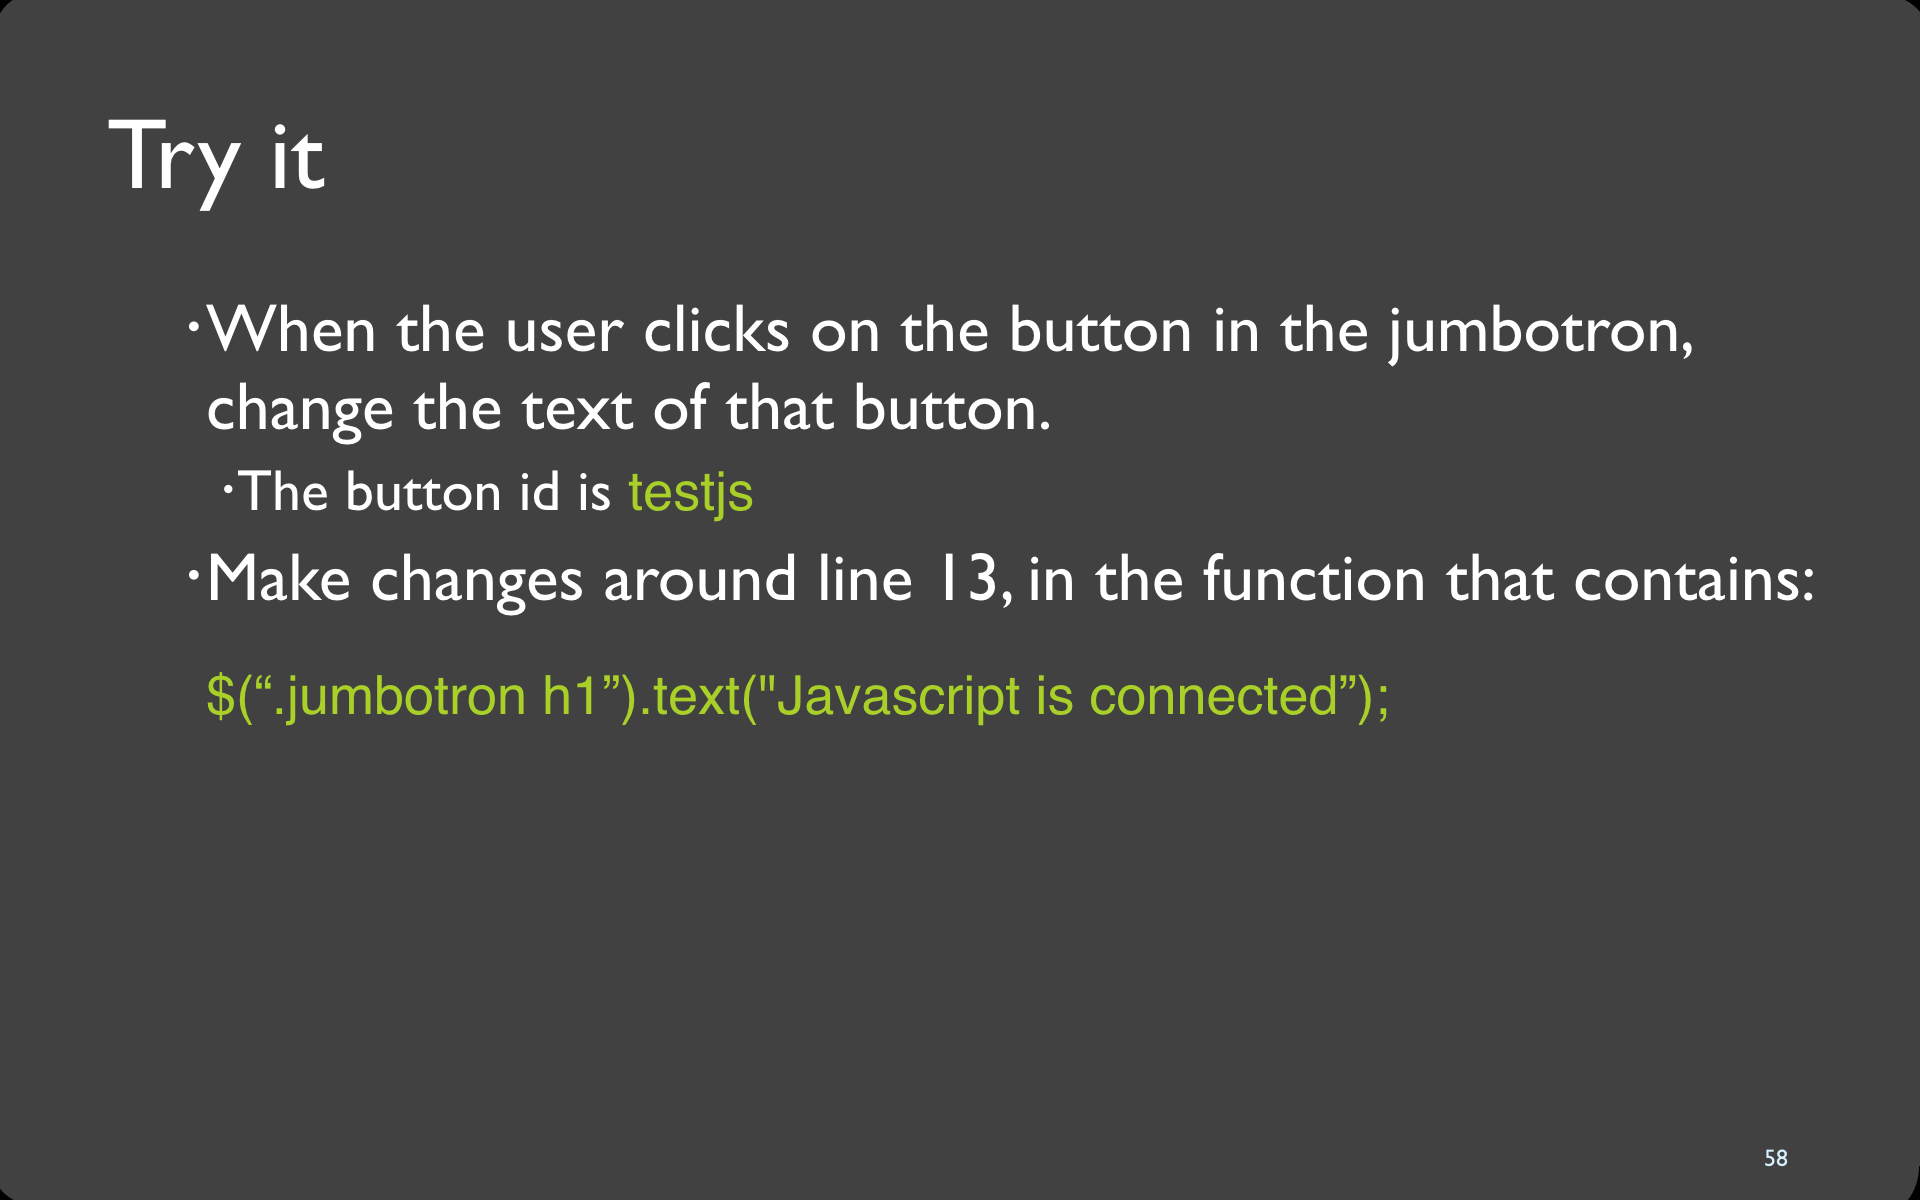 Try it
•When the user clicks on the button in the jumbotron,
change the text of that button.
•The button id is testjs
•Make changes around line 13, in the function that contains:
$(“.jumbotron h1”).text("Javascript is connected”);
58